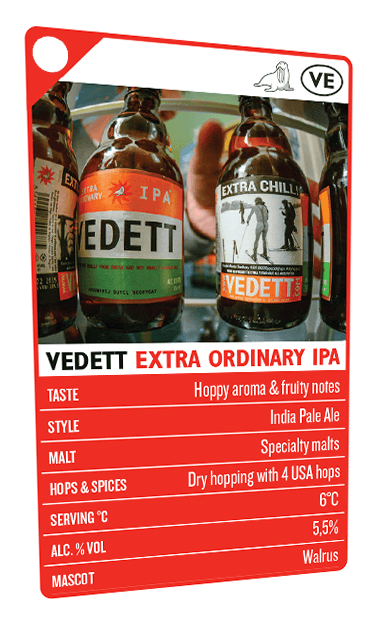 VE
EXTRA
ORDINARY
IPA
VEDETT
EXTRA CHILLI
VEDETT
.COM
VEDETT EXTRA ORDINARY IPA
TASTE Hoppy aroma & fruity notes
STYLE India Pale Ale
MALT Specialty malts
HOPS & SPICES Dry hopping with 4 USA hops
SERVING °C 6°C
ALC. % VOL 5,5%
MASCOT Walrus